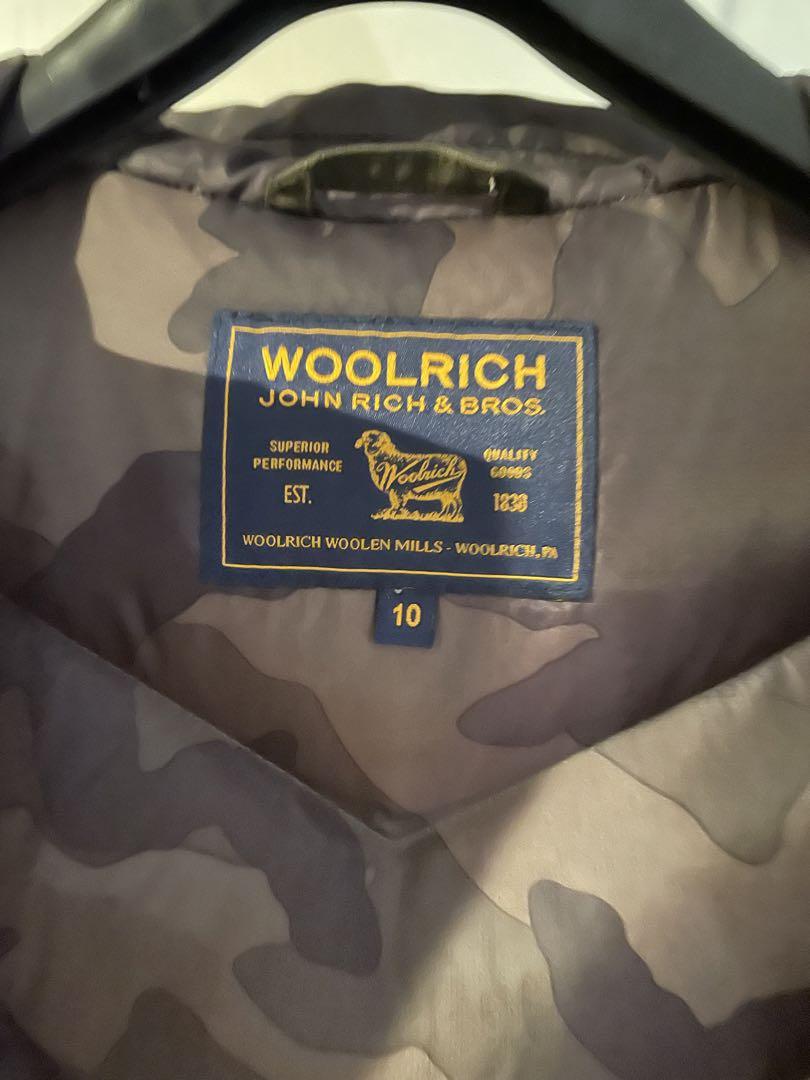 WOOLRICH
JOHN RICH & BROS.
SUPERIOR PERFORMANCE
Woolrich
QUALITY GOODS
EST.
1830
WOOLRICH WOOLEN MILLS - WOOLRICH, PA
10